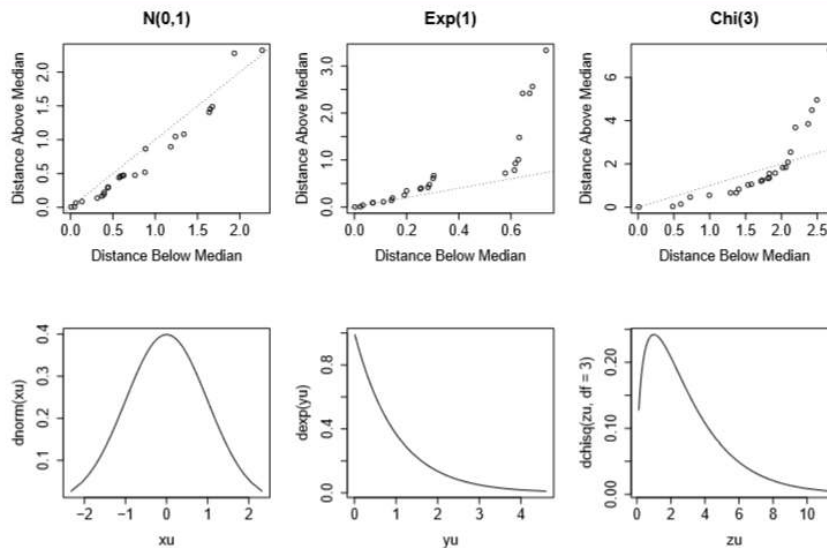 N(0,1)
Distance Above Median
0.0 0.5 1.0 1.5 2.0
0.0 0.5 1.0 1.5 2.0
Distance Below Median
Exp(1)
Distance Above Median
0.0 1.0 2.0 3.0
0.0 0.2 0.4 0.6
Distance Below Median
Chi(3)
Distance Above Median
0 2 4 6
0.0 0.5 1.0 1.5 2.0 2.5
Distance Below Median
dnorm(xu)
0.1 0.2 0.3 0.4
−2 −1 0 1 2
xu
dexp(yu)
0.0 0.4 0.8
0 1 2 3 4
yu
dchisq(zu, df = 3)
0.00 0.10 0.20
0 2 4 6 8 10
zu